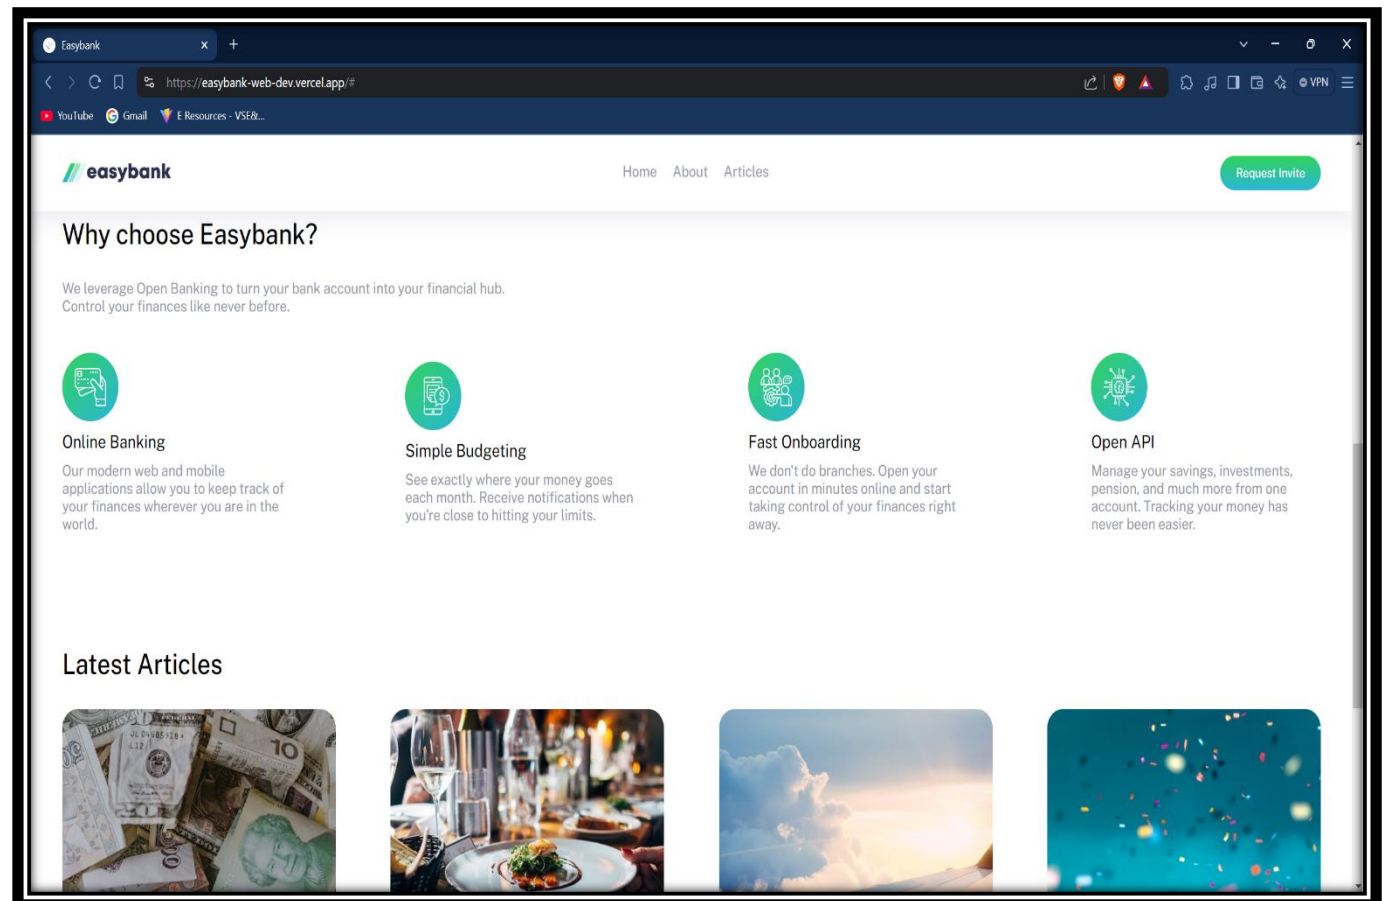 Easybank
https://easybank-web-dev.vercel.app/#
VPN
YouTube
Gmail
E Resources - VSE&...
easybank
Home
About
Articles
Request Invite
Why choose Easybank?
We leverage Open Banking to turn your bank account into your financial hub.
Control your finances like never before.
Online Banking
Our modern web and mobile
applications allow you to keep track of
your finances wherever you are in the
world.
Simple Budgeting
See exactly where your money goes
each month. Receive notifications when
you're close to hitting your limits.
Fast Onboarding
We don't do branches. Open your
account in minutes online and start
taking control of your finances right
away.
Open API
Manage your savings, investments,
pension, and much more from one
account. Tracking your money has
never been easier.
Latest Articles
L12
10